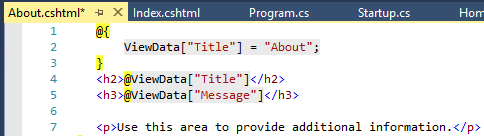 About.cshtml* Index.cshtml Program.cs Startup.cs
1 @{
2 ViewData["Title"] = "About";
3 }
4 <h2>@ViewData["Title"]</h2>
5 <h3>@ViewData["Message"]</h3>
6
7 <p>Use this area to provide additional information.</p>